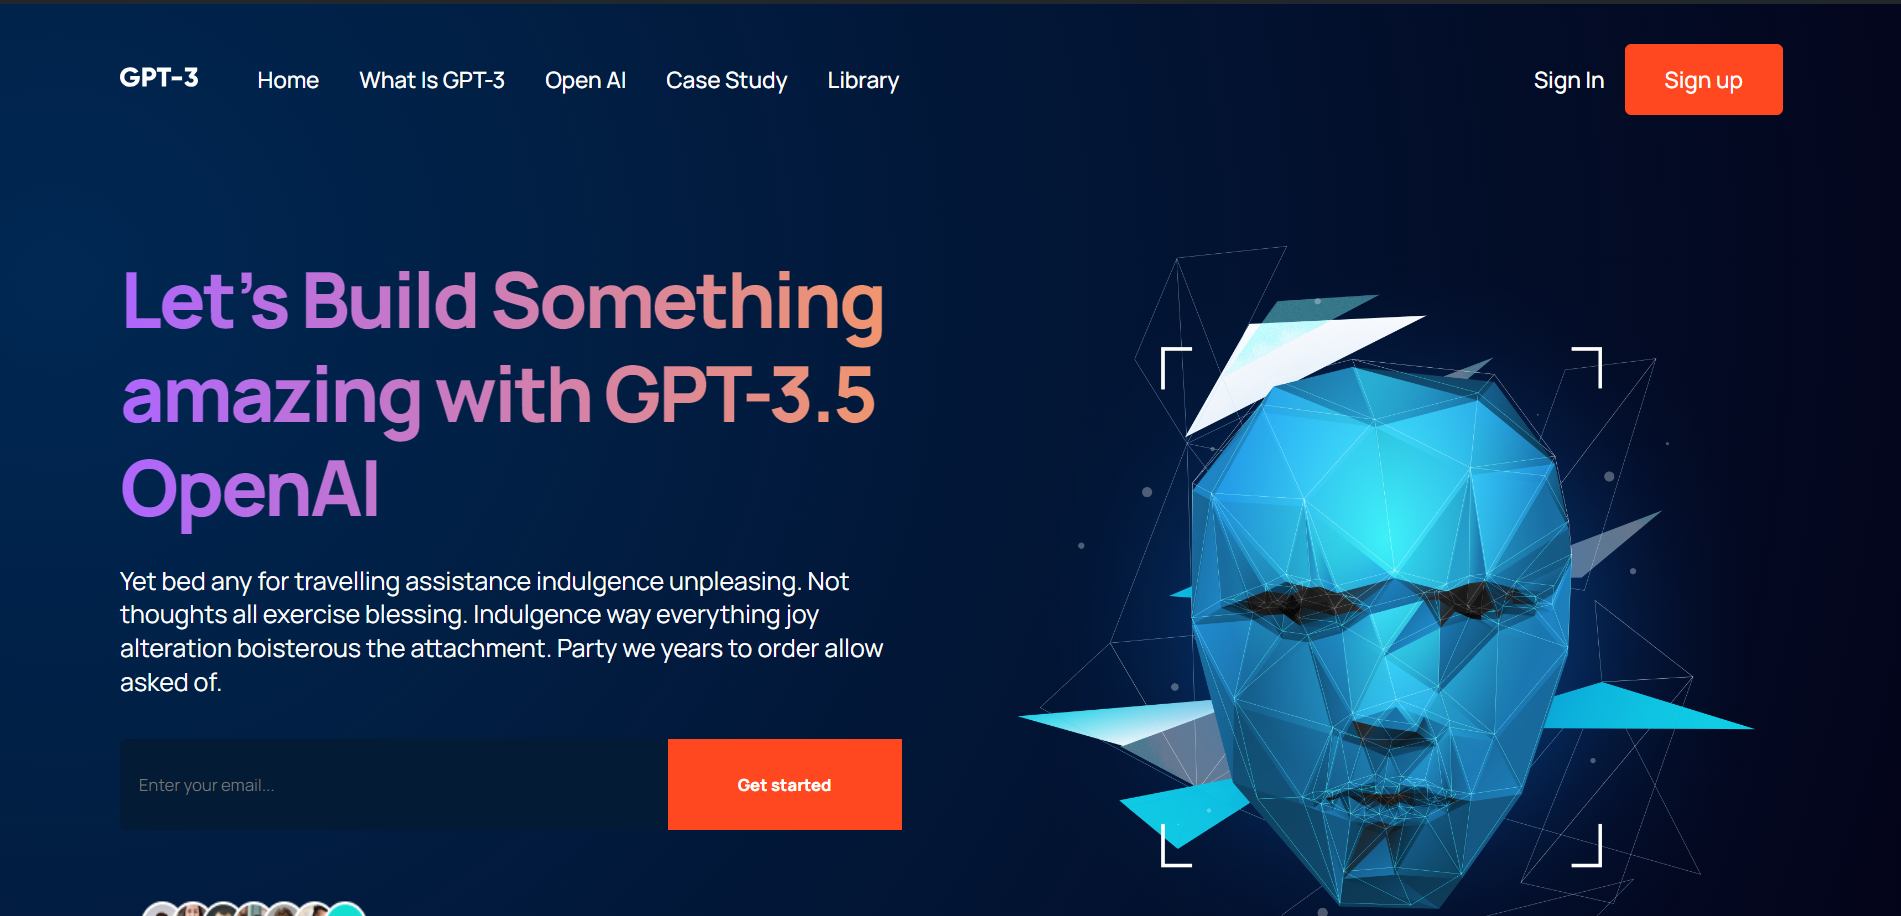 GPT-3
Home
What Is GPT-3
Open AI
Case Study
Library
Sign In
Sign up
Let’s Build Something
amazing with GPT-3.5
OpenAI
Yet bed any for travelling assistance indulgence unpleasing. Not
thoughts all exercise blessing. Indulgence way everything joy
alteration boisterous the attachment. Party we years to order allow
asked of.
Enter your email...
Get started